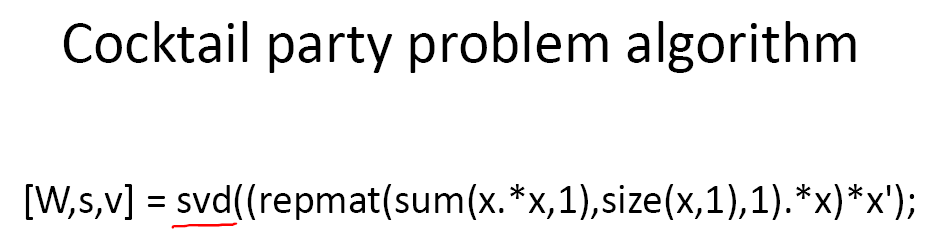 Cocktail party problem algorithm
[W,s,v] = svd((repmat(sum(x.*x,1),size(x,1),1).*x)*x');